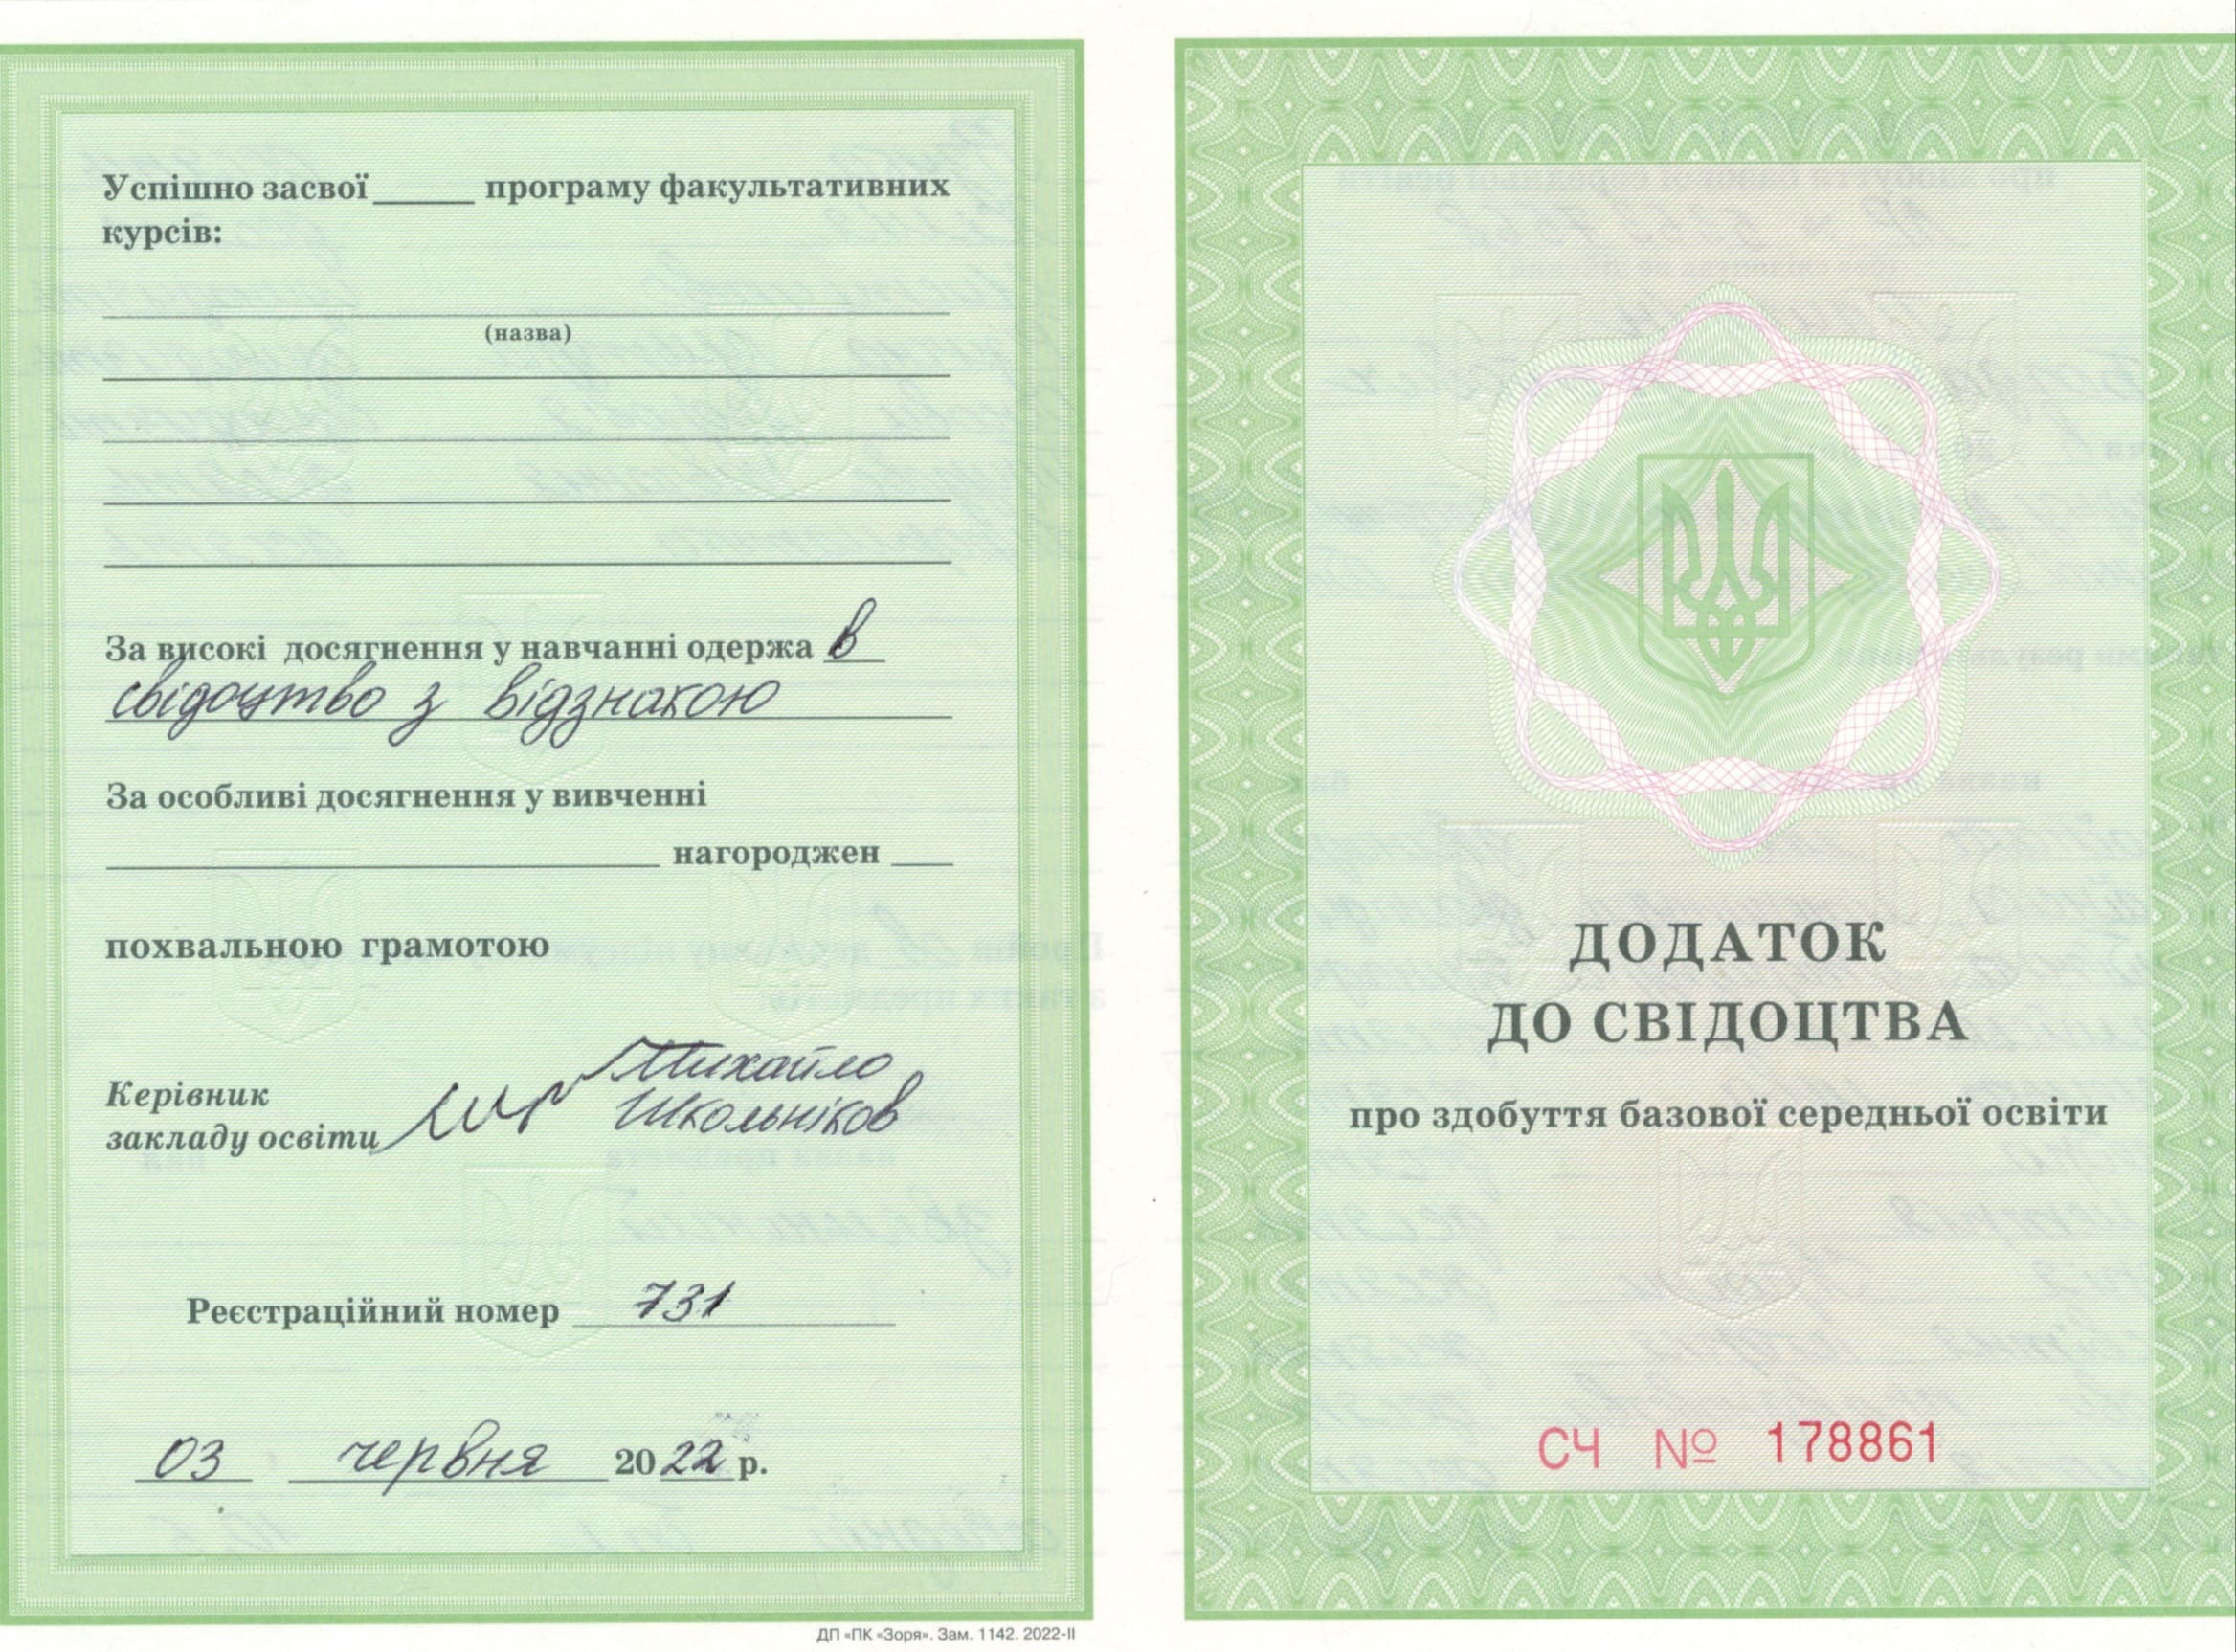 Успішно засвої_____ програму факультативних
курсів:
(назва)
За високі досягнення у навчанні одержа в
свідоцтво з відзнакою
За особливі досягнення у вивченні
нагороджен ___
похвальною грамотою
Керівник
закладу освіти
Михайло
Школьніков
Реєстраційний номер 731
03 червня 2022 р.
ДП «ПК «Зоря». Зам. 1142. 2022-ІІ
ДОДАТОК
ДО СВІДОЦТВА
про здобуття базової середньої освіти
СЧ № 178861